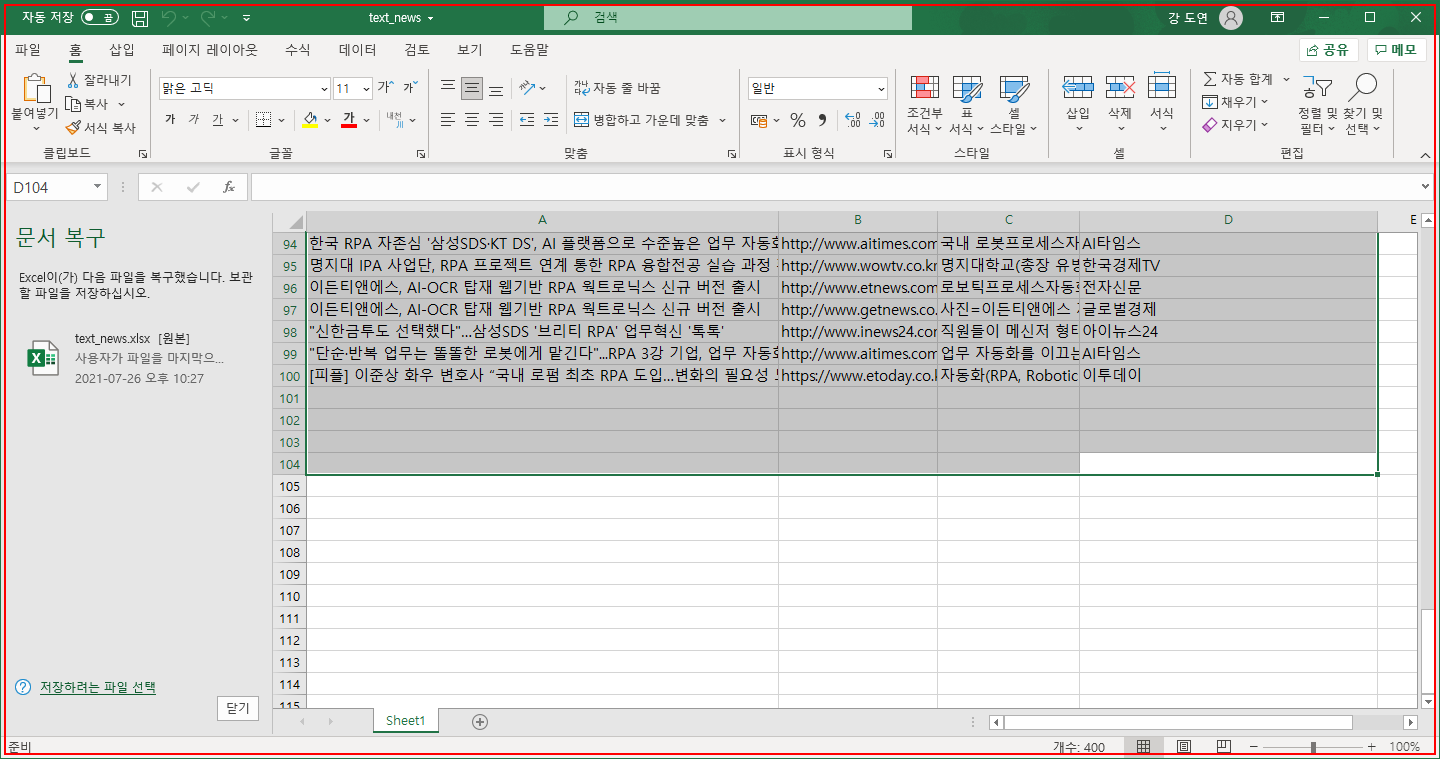 자동 저장 끔 text_news 검색 강 도연
파일 홈 삽입 페이지 레이아웃 수식 데이터 검토 보기 도움말 공유 메모
붙여넣기 잘라내기 복사 서식 복사
맑은 고딕 11 가 가
가 가 가 가 가 내천
자동 줄 바꿈
병합하고 가운데 맞춤
일반
% 9
조건부 서식 표 서식 셀 스타일
삽입 삭제 서식
자동 합계 채우기 지우기
정렬 및 필터 찾기 및 선택
클립보드 글꼴 맞춤 표시 형식 스타일 셀 편집
D104 fx
문서 복구
Excel이(가) 다음 파일을 복구했습니다. 보관
할 파일을 저장하십시오.
text_news.xlsx [원본]
사용자가 파일을 마지막으...
2021-07-26 오후 10:27
저장하려는 파일 선택
닫기
A B C D E
94 한국 RPA 자존심 '삼성SDS·KT DS', AI 플랫폼으로 수준높은 업무 자동화 http://www.aitimes.com 국내 로봇프로세스자 AI타임스
95 명지대 IPA 사업단, RPA 프로젝트 연계 통한 RPA 융합전공 실습 과정 http://www.wowtv.co.kr 명지대학교(총장 유병 한국경제TV
96 이든티앤에스, AI-OCR 탑재 웹기반 RPA 웍트로닉스 신규 버전 출시 http://www.etnews.com 로보틱프로세스자동화 전자신문
97 이든티앤에스, AI-OCR 탑재 웹기반 RPA 웍트로닉스 신규 버전 출시 http://www.getnews.co. 사진=이든티앤에스 글로벌경제
98 "신한금투도 선택했다"…삼성SDS '브리티 RPA' 업무혁신 '톡톡' http://www.inews24.com 직원들이 메신저 형태 아이뉴스24
99 "단순·반복 업무는 똘똘한 로봇에게 맡긴다"...RPA 3강 기업, 업무 자동화 http://www.aitimes.com 업무 자동화를 이끄는 AI타임스
100 [피플] 이준상 화우 변호사 “국내 로펌 최초 RPA 도입…변화의 필요성 https://www.etoday.co.k 자동화(RPA, Robotic 이투데이
101
102
103
104
105
106
107
108
109
110
111
112
113
114
115
Sheet1
준비 개수: 400 100%